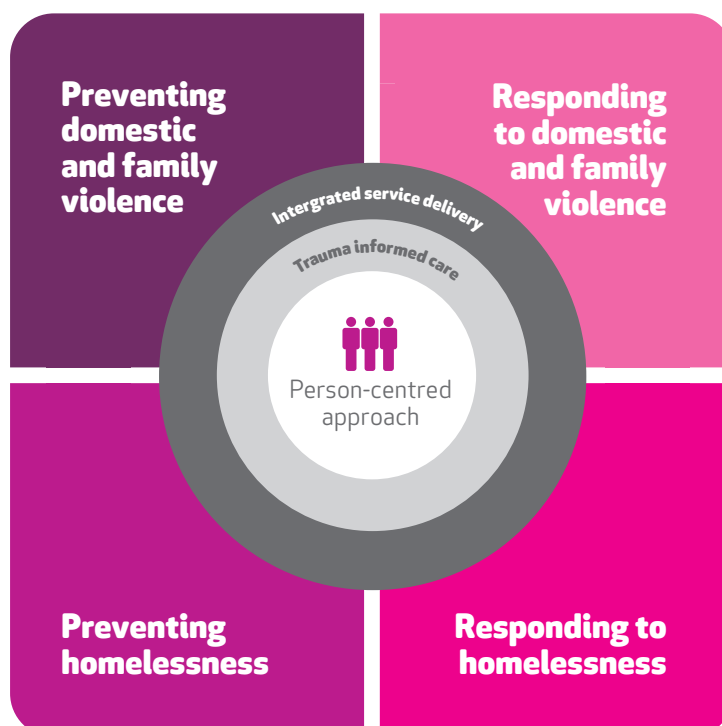 Preventing
domestic
and family
violence
Responding
to domestic
and family
violence
Intergrated service delivery
Trauma informed care
Person-centred
approach
Preventing
homelessness
Responding to
homelessness